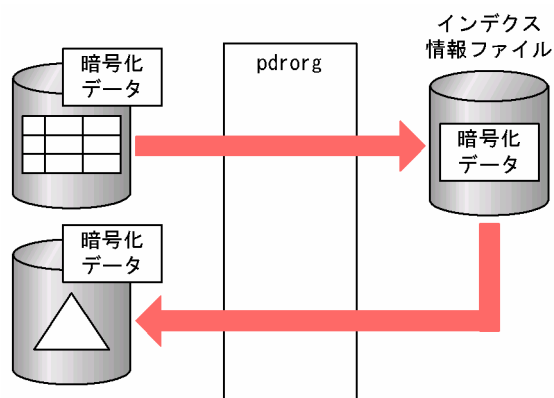 インデクス
情報ファイル
暗号化
データ
pdrorg
暗号化
データ
暗号化
データ